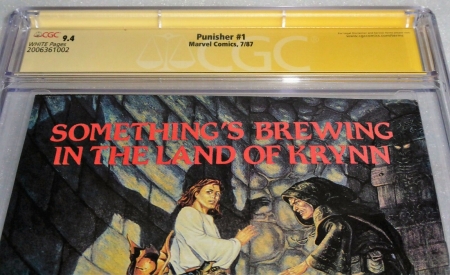 CGC 9.4
WHITE Pages
2006361002
Punisher #1
Marvel Comics, 7/87
CGC
SOMETHING'S BREWING
IN THE LAND OF KRYNN